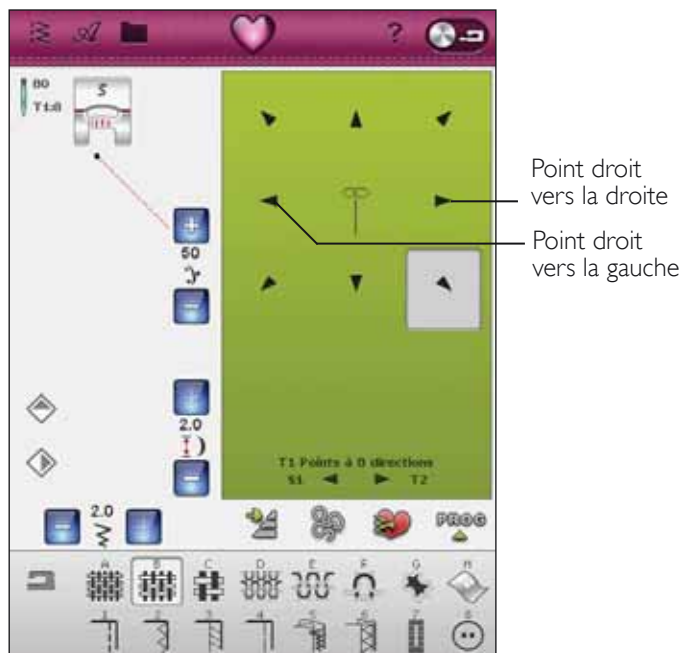 ?
80
T1:8
S
Point droit
vers la droite
Point droit
vers la gauche
50
2.0
T1 Points à 8 directions
S1 T2
2.0
PROG
A B C D E F G H
1 2 3 4 5 6 7 8